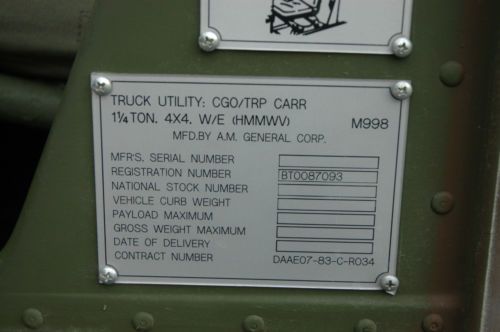 TRUCK UTILITY: CGO/TRP CARR
1¼ TON, 4X4, W/E (HMMWV) M998
MFD.BY A.M. GENERAL CORP.
MFR'S. SERIAL NUMBER
REGISTRATION NUMBER BT0087093
NATIONAL STOCK NUMBER
VEHICLE CURB WEIGHT
PAYLOAD MAXIMUM
GROSS WEIGHT MAXIMUM
DATE OF DELIVERY
CONTRACT NUMBER DAAE07-83-C-R034